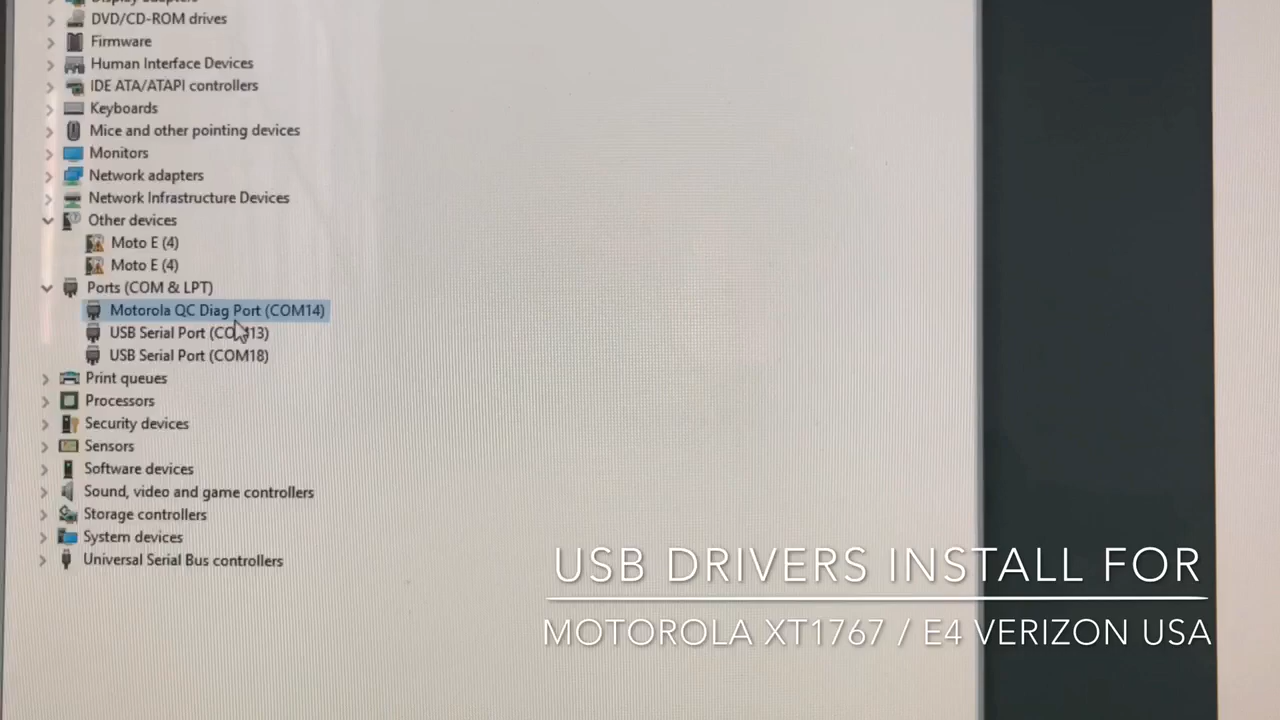 DVD/CD-ROM drives
Firmware
Human Interface Devices
IDE ATA/ATAPI controllers
Keyboards
Mice and other pointing devices
Monitors
Network adapters
Network Infrastructure Devices
Other devices
Moto E (4)
Moto E (4)
Ports (COM & LPT)
Motorola QC Diag Port (COM14)
USB Serial Port (COM13)
USB Serial Port (COM18)
Print queues
Processors
Security devices
Sensors
Software devices
Sound, video and game controllers
Storage controllers
System devices
Universal Serial Bus controllers
USB DRIVERS INSTALL FOR
MOTOROLA XT1767 / E4 VERIZON USA